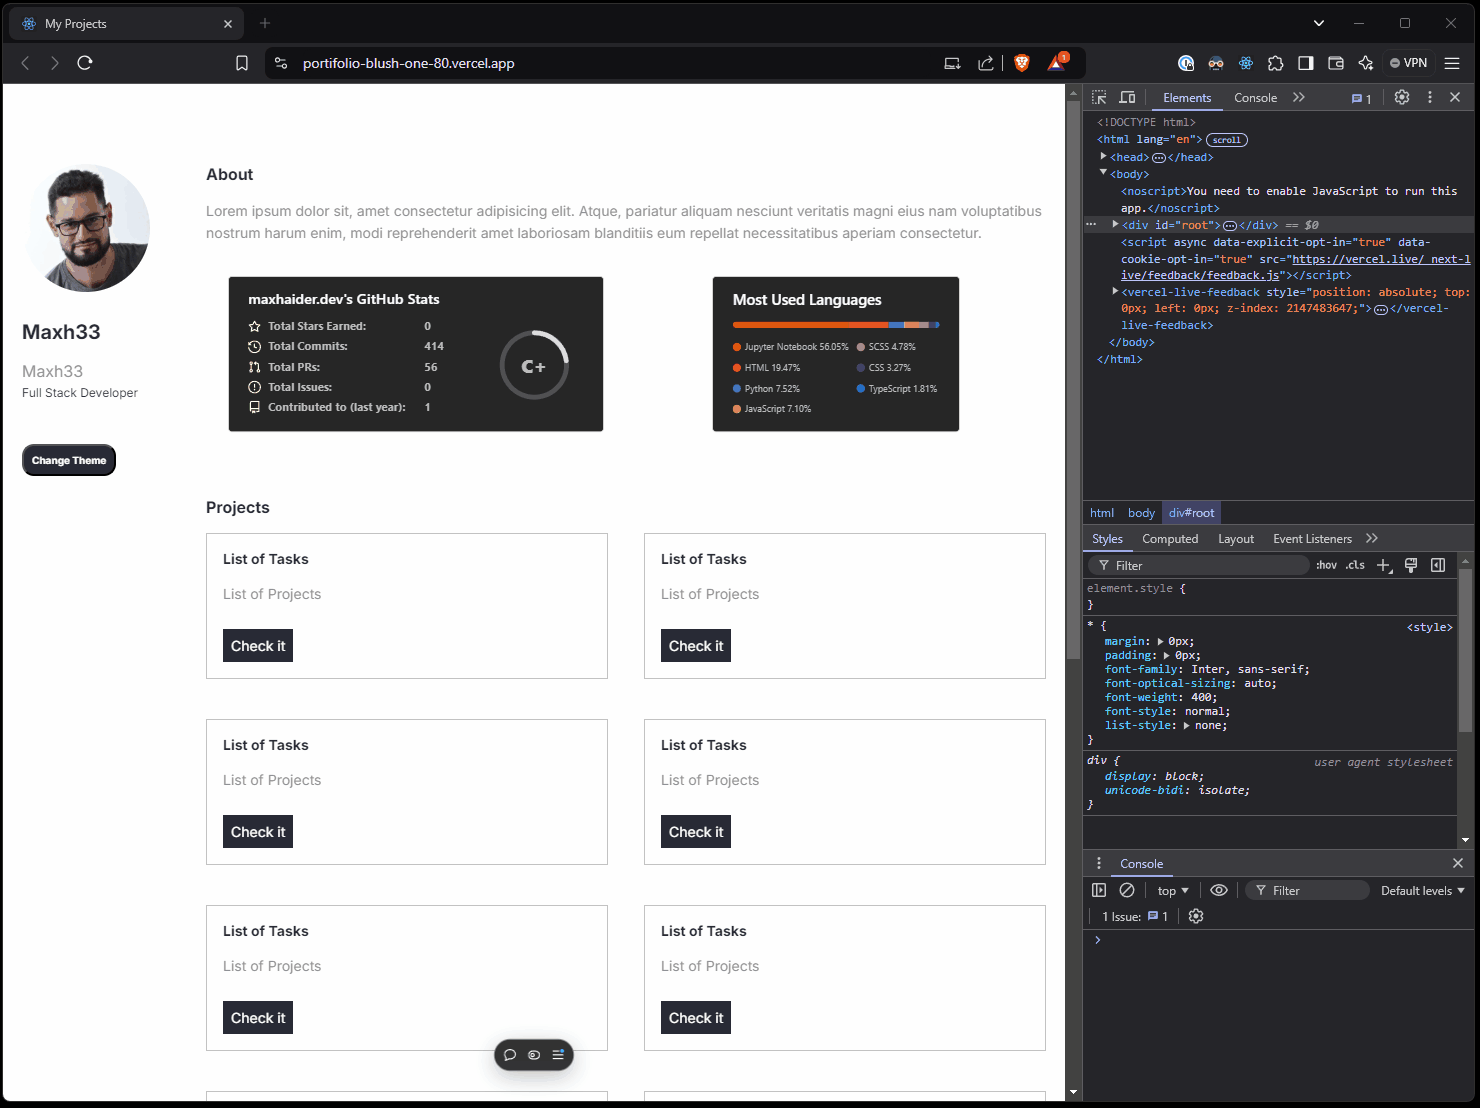 My Projects
portifolio-blush-one-80.vercel.app
1
VPN
Maxh33
Maxh33
Full Stack Developer
Change Theme
About
Lorem ipsum dolor sit, amet consectetur adipisicing elit. Atque, pariatur aliquam nesciunt veritatis magni eius nam voluptatibus
nostrum harum enim, modi reprehenderit amet laboriosam blanditiis eum repellat necessitatibus aperiam consectetur.
maxhaider.dev's GitHub Stats
Total Stars Earned: 0
Total Commits: 414
Total PRs: 56
Total Issues: 0
Contributed to (last year): 1
C+
Most Used Languages
Jupyter Notebook 56.05%
HTML 19.47%
Python 7.52%
JavaScript 7.10%
SCSS 4.78%
CSS 3.27%
TypeScript 1.81%
Projects
List of Tasks
List of Projects
Check it
List of Tasks
List of Projects
Check it
List of Tasks
List of Projects
Check it
List of Tasks
List of Projects
Check it
List of Tasks
List of Projects
Check it
List of Tasks
List of Projects
Check it
Elements Console 1
<!DOCTYPE html>
<html lang="en"> scroll
<head> … </head>
<body>
<noscript>You need to enable JavaScript to run this
app.</noscript>
<div id="root"> … </div> == $0
<script async data-explicit-opt-in="true" data-
cookie-opt-in="true" src="https://vercel.live/_next-l
ive/feedback/feedback.js"></script>
<vercel-live-feedback style="position: absolute; top:
0px; left: 0px; z-index: 2147483647;"> … </vercel-
live-feedback>
</body>
</html>
html body div#root
Styles Computed Layout Event Listeners
Filter :hov .cls
element.style {
}
* { <style>
margin: 0px;
padding: 0px;
font-family: Inter, sans-serif;
font-optical-sizing: auto;
font-weight: 400;
font-style: normal;
list-style: none;
}
div { user agent stylesheet
display: block;
unicode-bidi: isolate;
}
Console
top Filter Default levels
1 Issue: 1